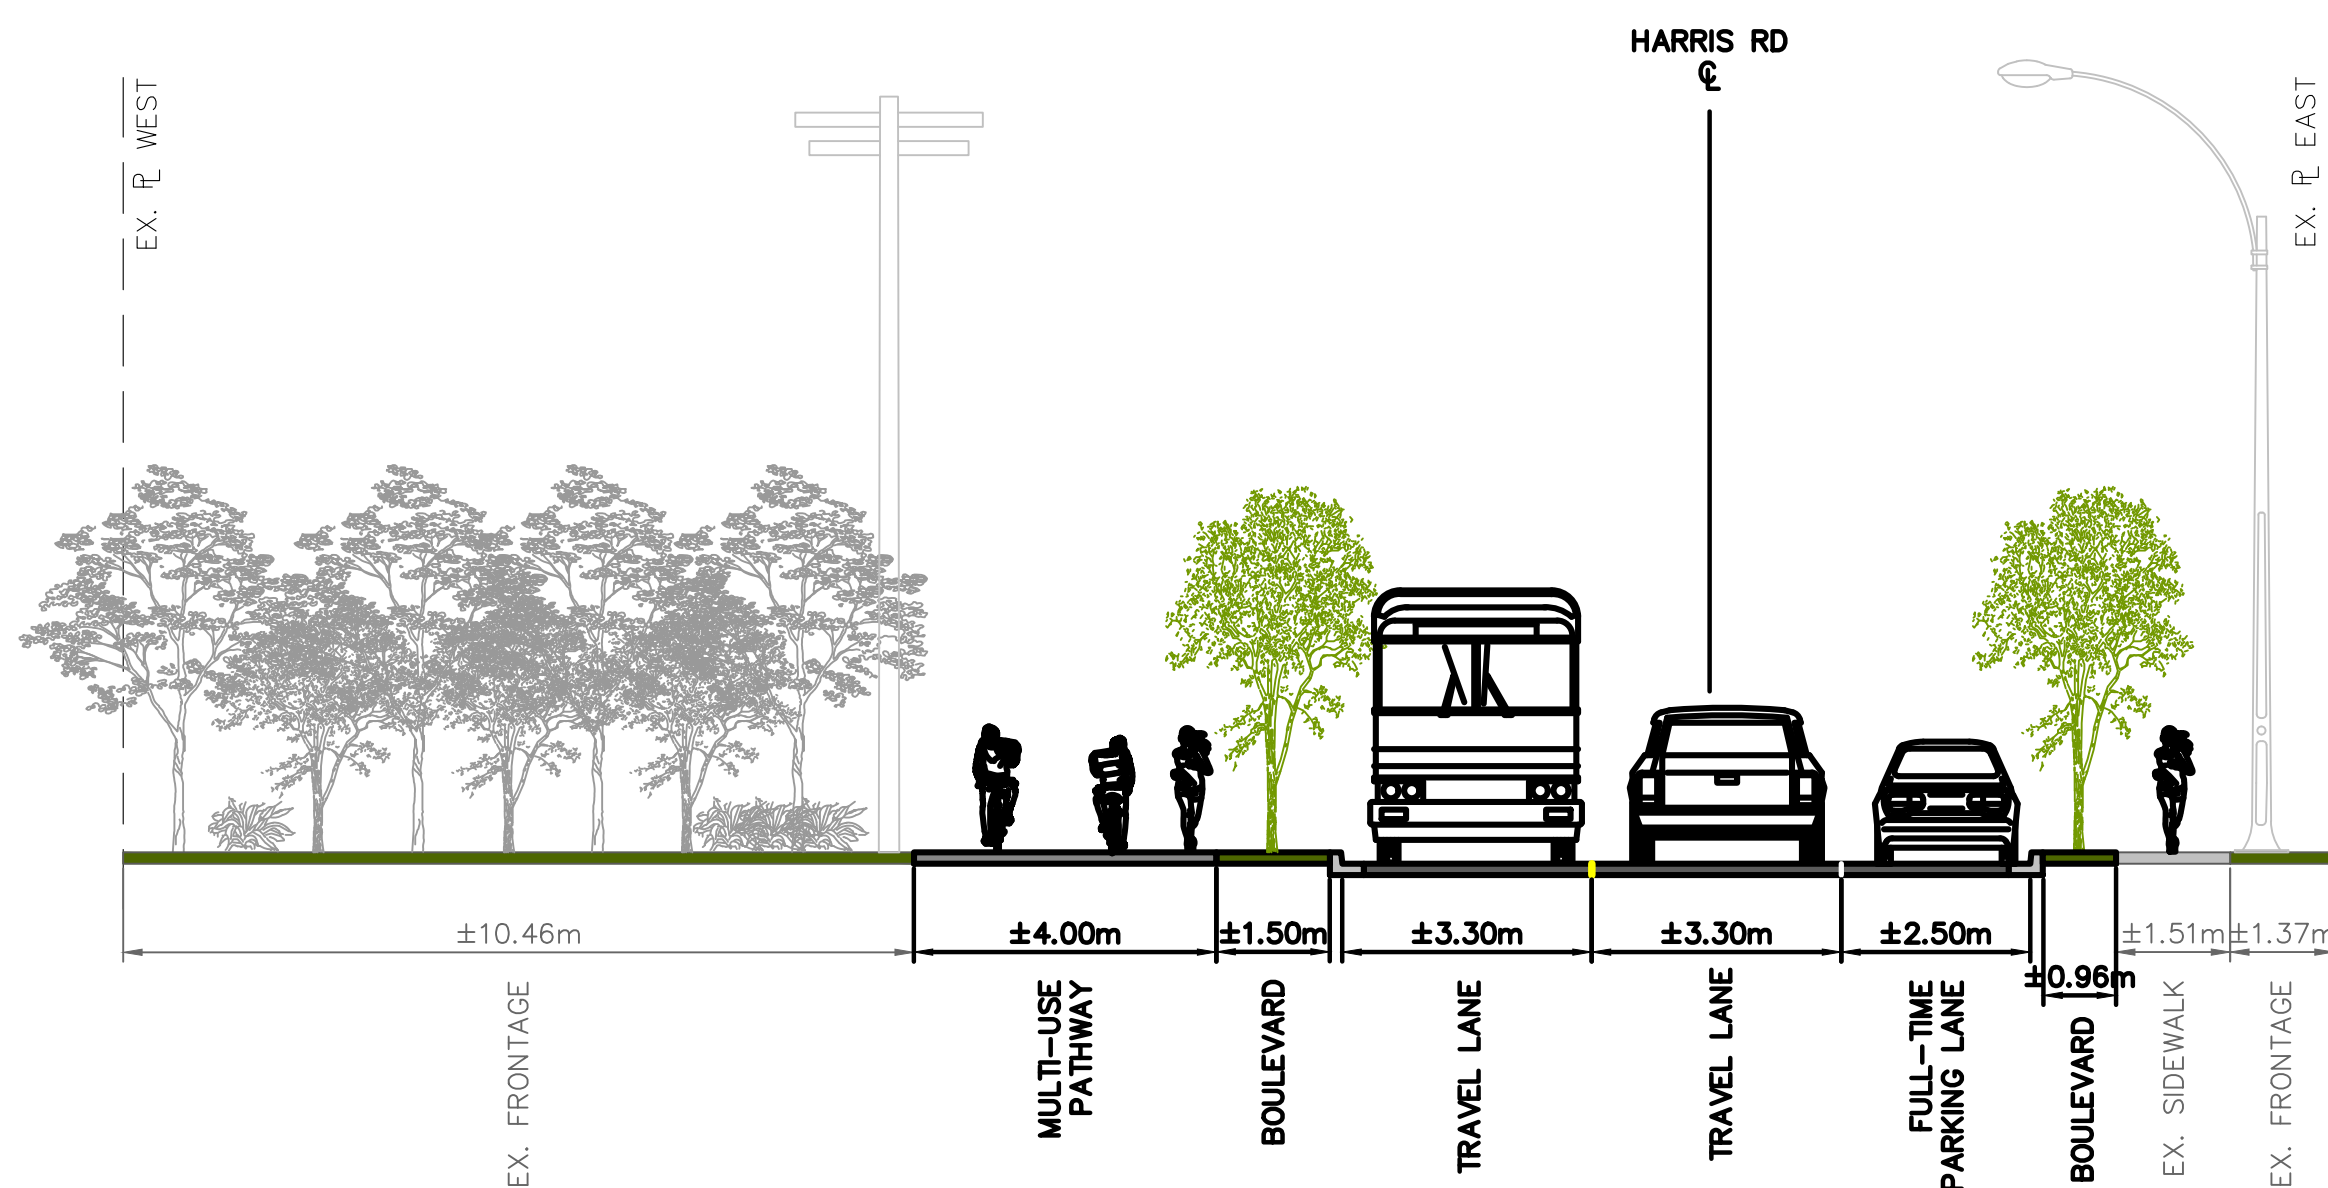 HARRIS RD
℄
EX. ⅊ WEST
EX. ⅊ EAST
±10.46m
±4.00m
±1.50m
±3.30m
±3.30m
±2.50m
±0.96m
±1.51m
±1.37m
EX. FRONTAGE
MULTI-USE
PATHWAY
BOULEVARD
TRAVEL LANE
TRAVEL LANE
FULL-TIME
PARKING LANE
BOULEVARD
EX. SIDEWALK
EX. FRONTAGE